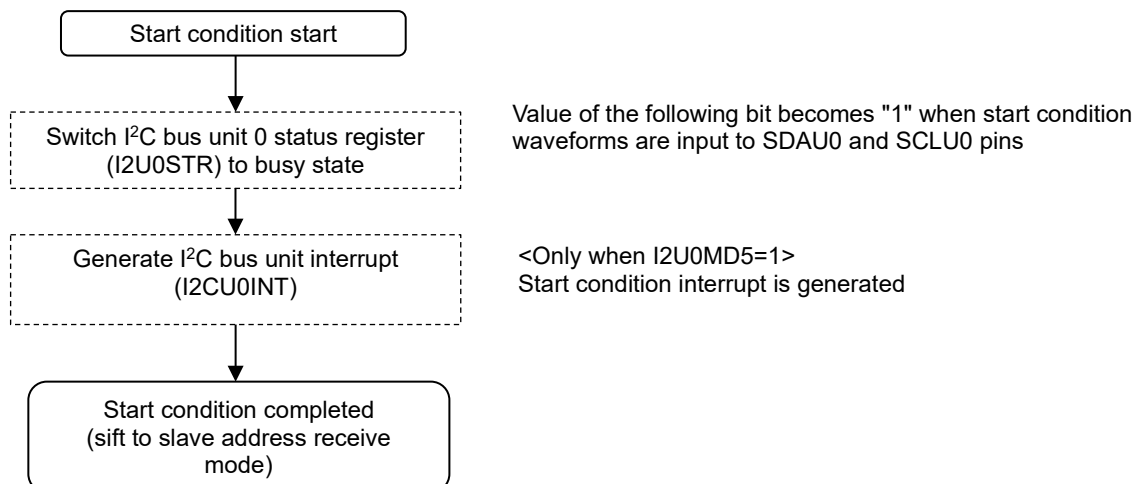 Start condition start
Switch I²C bus unit 0 status register
(I2U0STR) to busy state
Value of the following bit becomes "1" when start condition
waveforms are input to SDAU0 and SCLU0 pins
Generate I²C bus unit interrupt
(I2CU0INT)
<Only when I2U0MD5=1>
Start condition interrupt is generated
Start condition completed
(sift to slave address receive
mode)